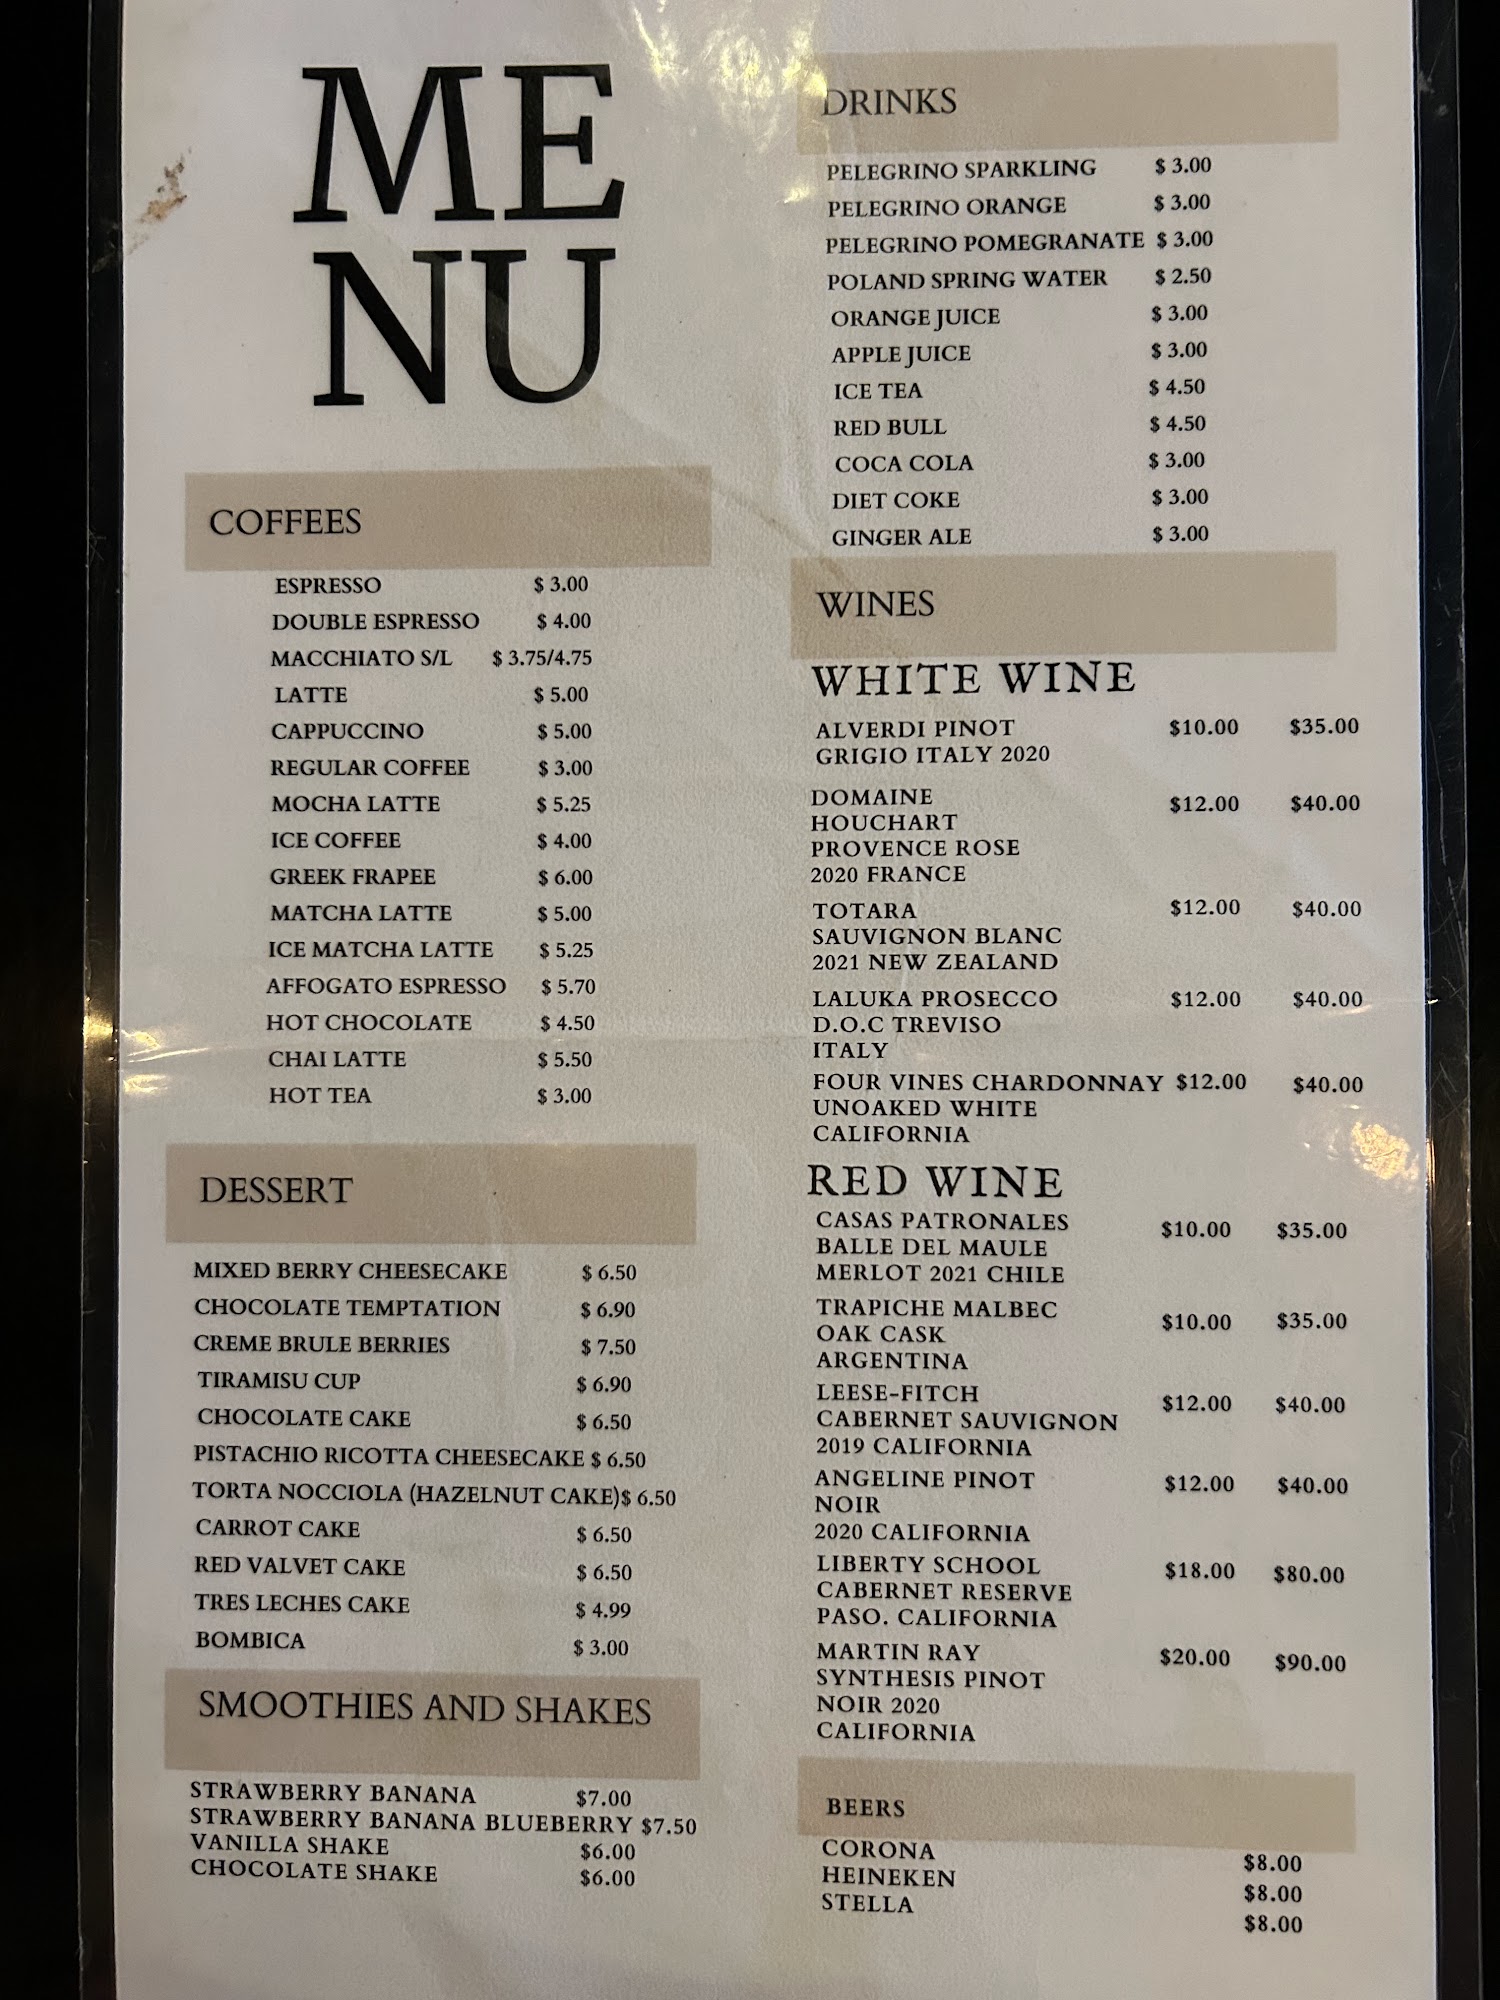 ME
NU
COFFEES
ESPRESSO $ 3.00
DOUBLE ESPRESSO $ 4.00
MACCHIATO S/L $ 3.75/4.75
LATTE $ 5.00
CAPPUCCINO $ 5.00
REGULAR COFFEE $ 3.00
MOCHA LATTE $ 5.25
ICE COFFEE $ 4.00
GREEK FRAPEE $ 6.00
MATCHA LATTE $ 5.00
ICE MATCHA LATTE $ 5.25
AFFOGATO ESPRESSO $ 5.70
HOT CHOCOLATE $ 4.50
CHAI LATTE $ 5.50
HOT TEA $ 3.00
DESSERT
MIXED BERRY CHEESECAKE $ 6.50
CHOCOLATE TEMPTATION $ 6.90
CREME BRULE BERRIES $ 7.50
TIRAMISU CUP $ 6.90
CHOCOLATE CAKE $ 6.50
PISTACHIO RICOTTA CHEESECAKE $ 6.50
TORTA NOCCIOLA (HAZELNUT CAKE)$ 6.50
CARROT CAKE $ 6.50
RED VALVET CAKE $ 6.50
TRES LECHES CAKE $ 4.99
BOMBICA $ 3.00
SMOOTHIES AND SHAKES
STRAWBERRY BANANA $7.00
STRAWBERRY BANANA BLUEBERRY $7.50
VANILLA SHAKE $6.00
CHOCOLATE SHAKE $6.00
DRINKS
PELEGRINO SPARKLING $ 3.00
PELEGRINO ORANGE $ 3.00
PELEGRINO POMEGRANATE $ 3.00
POLAND SPRING WATER $ 2.50
ORANGE JUICE $ 3.00
APPLE JUICE $ 3.00
ICE TEA $ 4.50
RED BULL $ 4.50
COCA COLA $ 3.00
DIET COKE $ 3.00
GINGER ALE $ 3.00
WINES
WHITE WINE
ALVERDI PINOT $10.00 $35.00
GRIGIO ITALY 2020
DOMAINE $12.00 $40.00
HOUCHART
PROVENCE ROSE
2020 FRANCE
TOTARA $12.00 $40.00
SAUVIGNON BLANC
2021 NEW ZEALAND
LALUKA PROSECCO $12.00 $40.00
D.O.C TREVISO
ITALY
FOUR VINES CHARDONNAY $12.00 $40.00
UNOAKED WHITE
CALIFORNIA
RED WINE
CASAS PATRONALES $10.00 $35.00
BALLE DEL MAULE
MERLOT 2021 CHILE
TRAPICHE MALBEC $10.00 $35.00
OAK CASK
ARGENTINA
LEESE-FITCH $12.00 $40.00
CABERNET SAUVIGNON
2019 CALIFORNIA
ANGELINE PINOT $12.00 $40.00
NOIR
2020 CALIFORNIA
LIBERTY SCHOOL $18.00 $80.00
CABERNET RESERVE
PASO. CALIFORNIA
MARTIN RAY $20.00 $90.00
SYNTHESIS PINOT
NOIR 2020
CALIFORNIA
BEERS
CORONA $8.00
HEINEKEN $8.00
STELLA $8.00